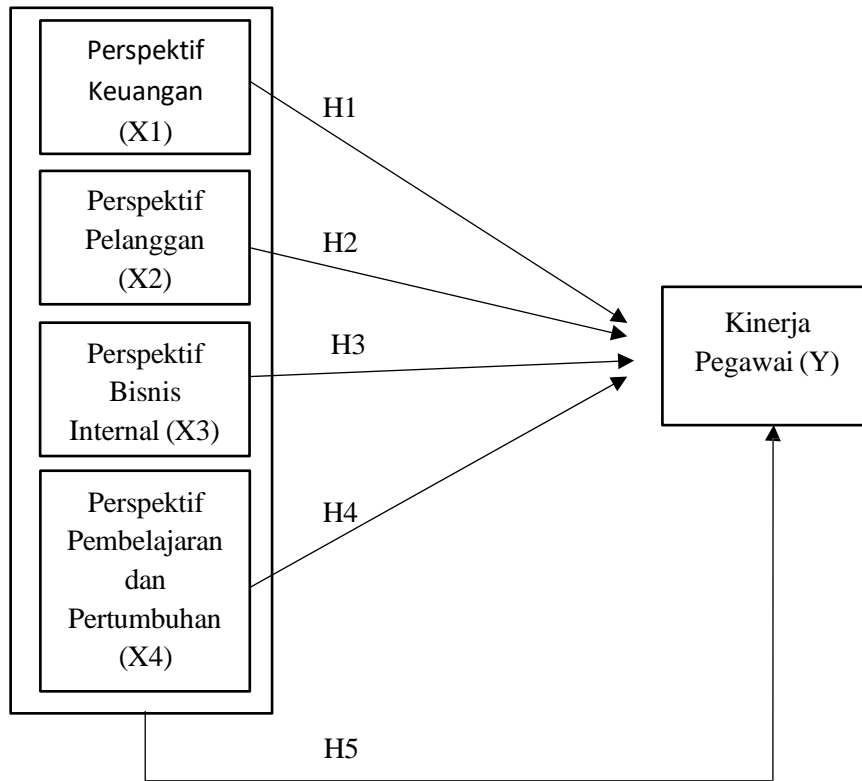 Perspektif
Keuangan
(X1)
H1
Perspektif
Pelanggan
(X2)
H2
Perspektif
Bisnis
Internal (X3)
H3
Perspektif
Pembelajaran
dan
Pertumbuhan
(X4)
H4
Kinerja
Pegawai (Y)
H5